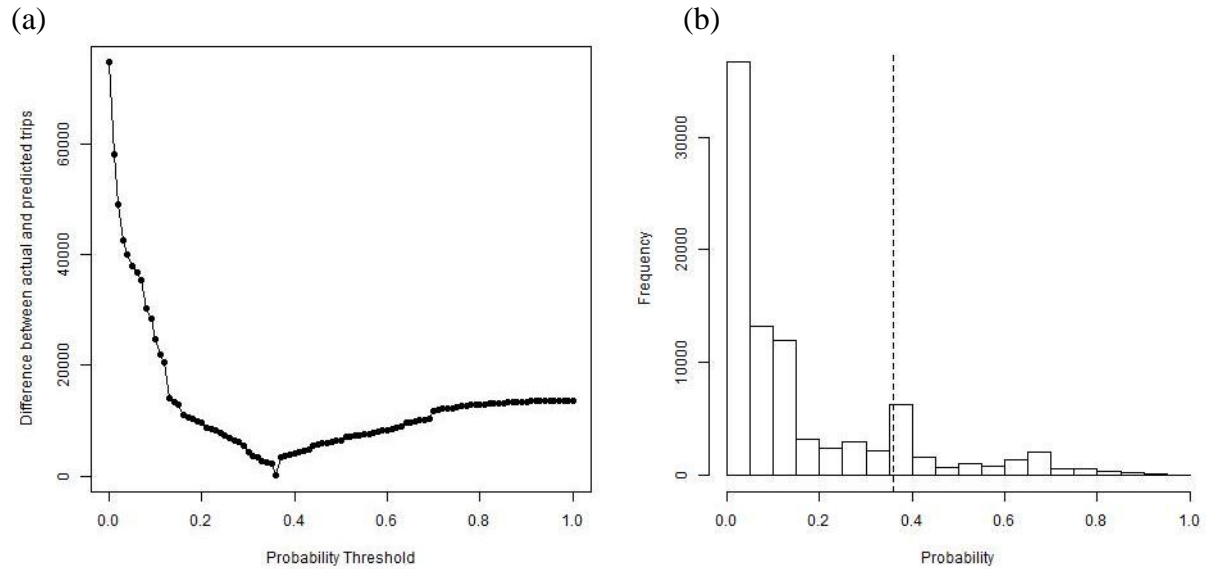 (a)
(b)
Difference between actual and predicted trips
60000
40000
20000
0
0.0 0.2 0.4 0.6 0.8 1.0
Probability Threshold
Frequency
30000
20000
10000
0
0.0 0.2 0.4 0.6 0.8 1.0
Probability